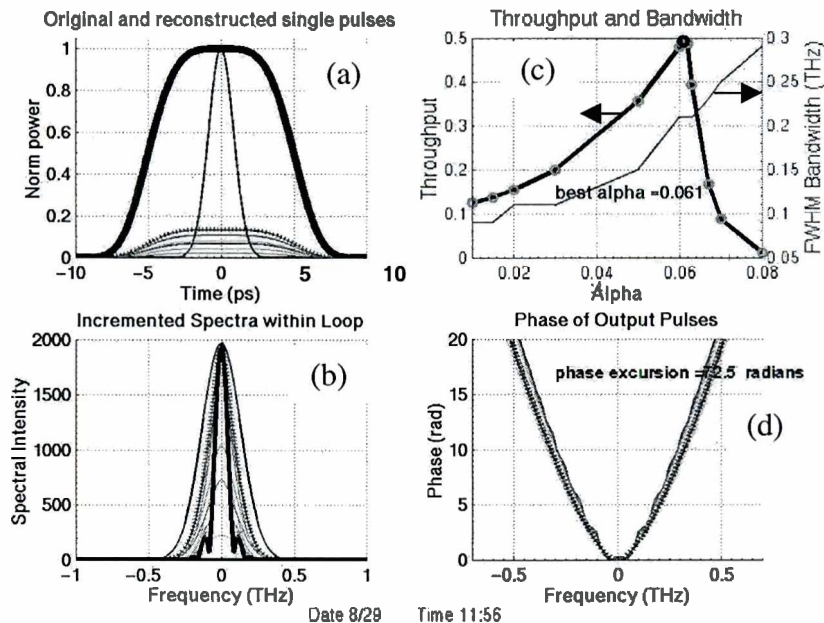 Original and reconstructed single pulses
(a)
Norm power
1
0.8
0.6
0.4
0.2
0
-10 -5 0 5 10
Time (ps)
Throughput and Bandwidth
(c)
Throughput
0.5
0.4
0.3
0.2
0.1
0
best alpha =0.061
0.3
0.25
0.2
0.15
0.1
0.05
FWHM Bandwidth (THz)
0.02 0.04 0.06 0.08
Alpha
Incremented Spectra within Loop
(b)
Spectral Intensity
2000
1500
1000
500
0
-1 -0.5 0 0.5 1
Frequency (THz)
Phase of Output Pulses
phase excursion =72.5 radians
(d)
Phase (rad)
20
15
10
5
0
-0.5 0 0.5
Frequency (THz)
Date 8/29 Time 11:56